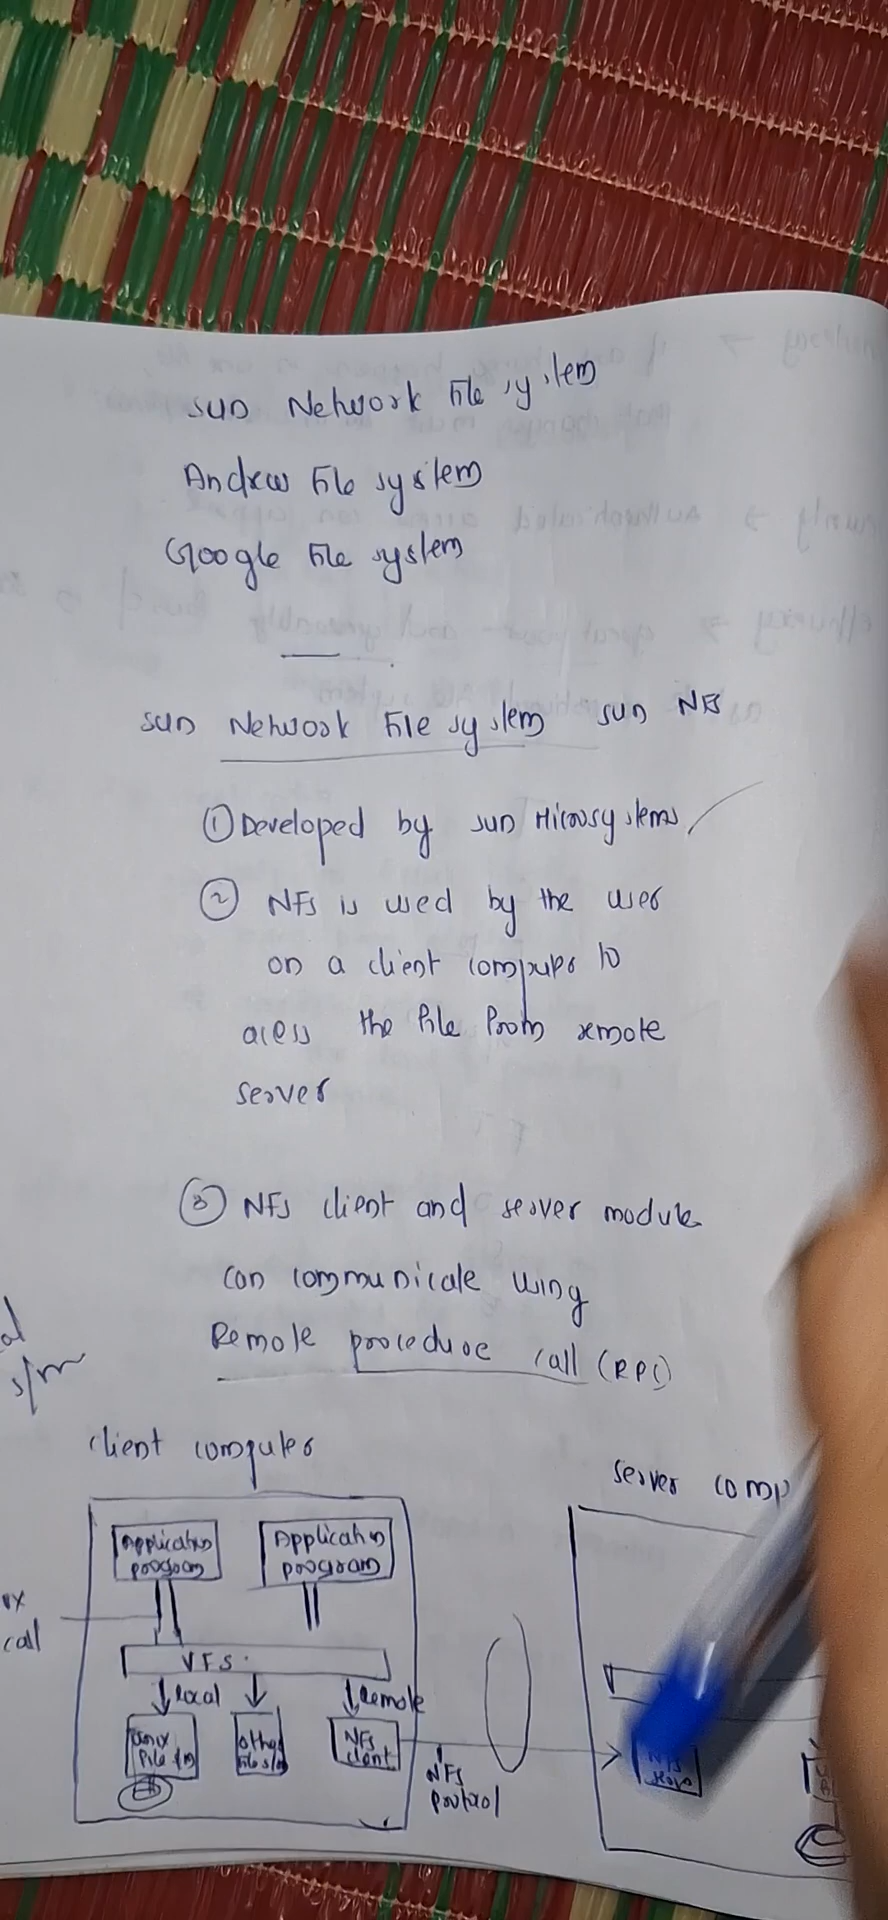 sun Network File system
Andrew File system
Google File system
sun Network File system sun NFS
① Developed by sun Microsystems
② NFS is used by the user
on a client computer to
acess the file from remote
server
③ NFS client and server module
can communicate using
Remote procedure call (RPC)
client computer
server comp
Application
program
Application
program
call
VFS
local
Remote
unix
File
other
NFS
client
NFS
NFS